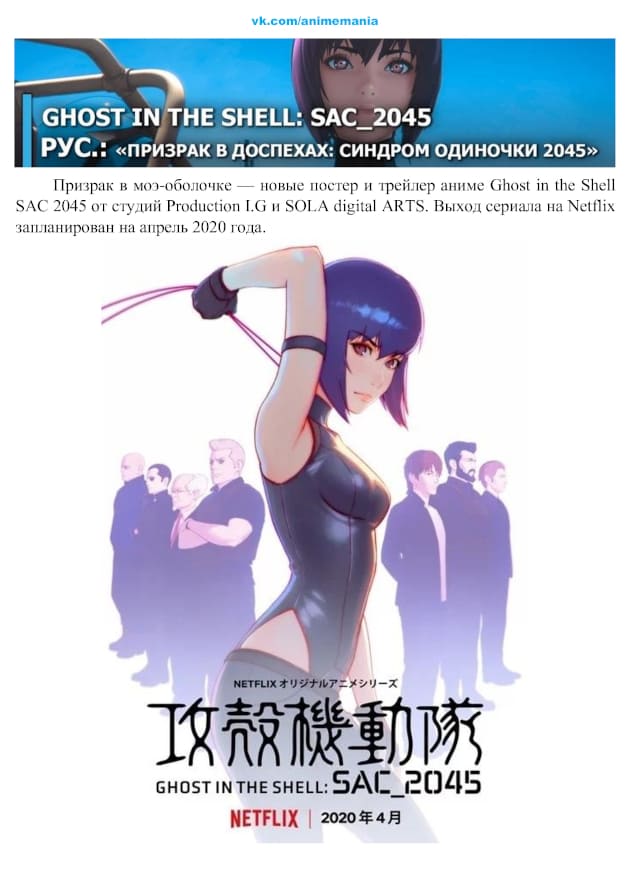 vk.com/animemania
GHOST IN THE SHELL: SAC_2045
РУС.: «ПРИЗРАК В ДОСПЕХАХ: СИНДРОМ ОДИНОЧКИ 2045»
Призрак в моэ-оболочке — новые постер и трейлер аниме Ghost in the Shell
SAC 2045 от студий Production I.G и SOLA digital ARTS. Выход сериала на Netflix
запланирован на апрель 2020 года.
NETFLIX オリジナルアニメシリーズ
攻殻機動隊
GHOST IN THE SHELL: SAC_2045
NETFLIX | 2020年4月